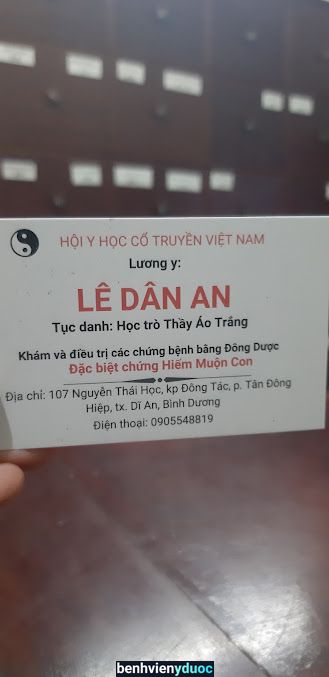 HỘI Y HỌC CỔ TRUYỀN VIỆT NAM
Lương y:
LÊ DÂN AN
Tục danh: Học trò Thầy Áo Trắng
Khám và điều trị các chứng bệnh bằng Đông Dược
Đặc biệt chứng Hiếm Muộn Con
Địa chỉ: 107 Nguyễn Thái Học, kp Đông Tác, p. Tân Đông
Hiệp, tx. Dĩ An, Bình Dương
Điện thoại: 0905548819
benhvienyduoc